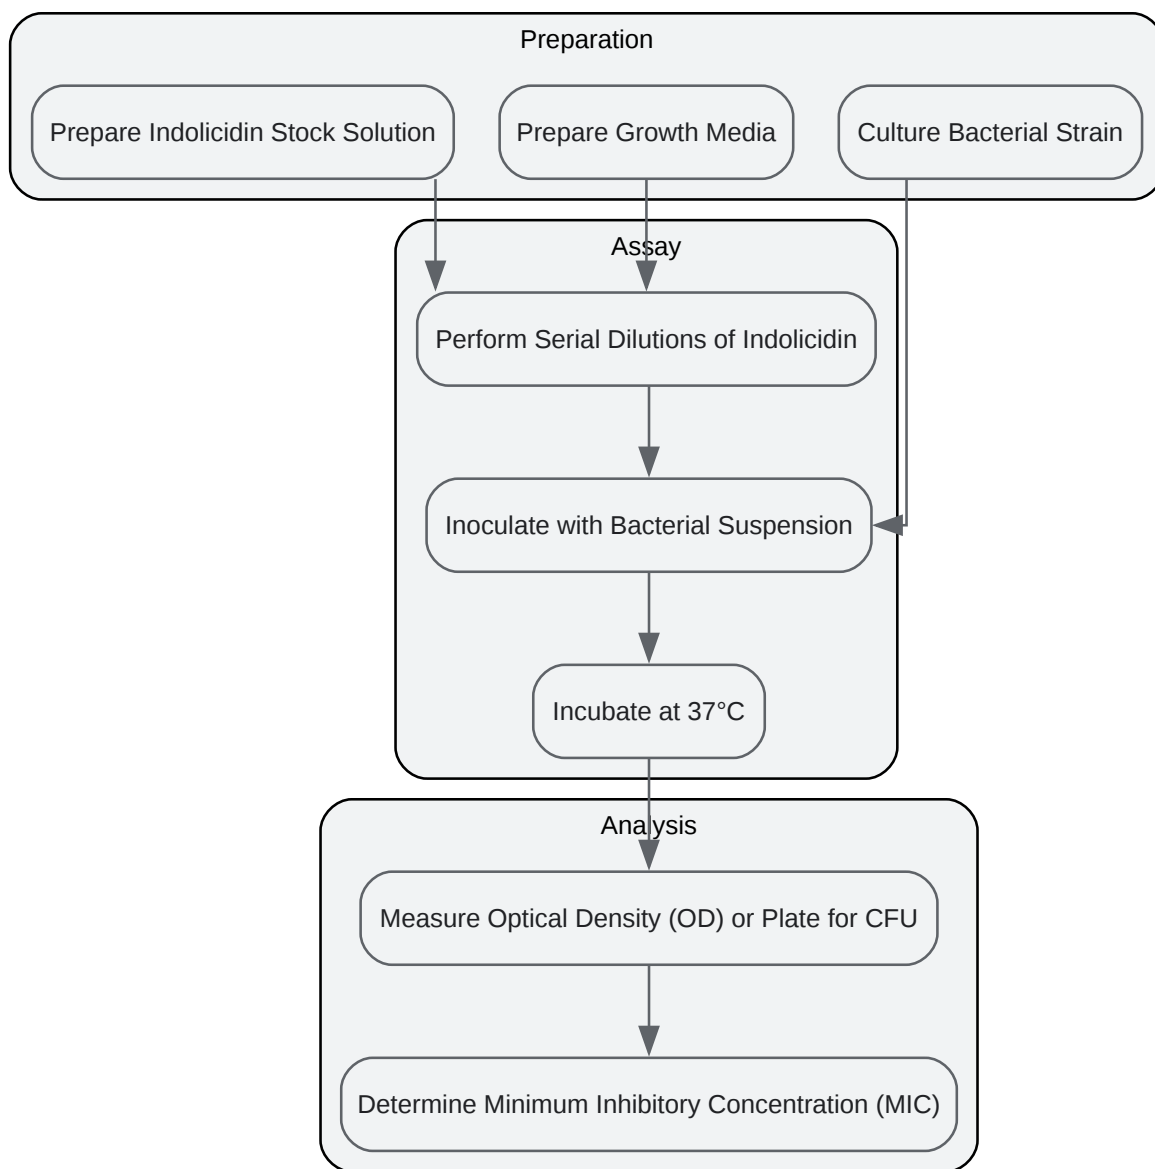 Preparation
Prepare Indolicidin Stock Solution
Prepare Growth Media
Culture Bacterial Strain
Assay
Perform Serial Dilutions of Indolicidin
Inoculate with Bacterial Suspension
Incubate at 37°C
Analysis
Measure Optical Density (OD) or Plate for CFU
Determine Minimum Inhibitory Concentration (MIC)